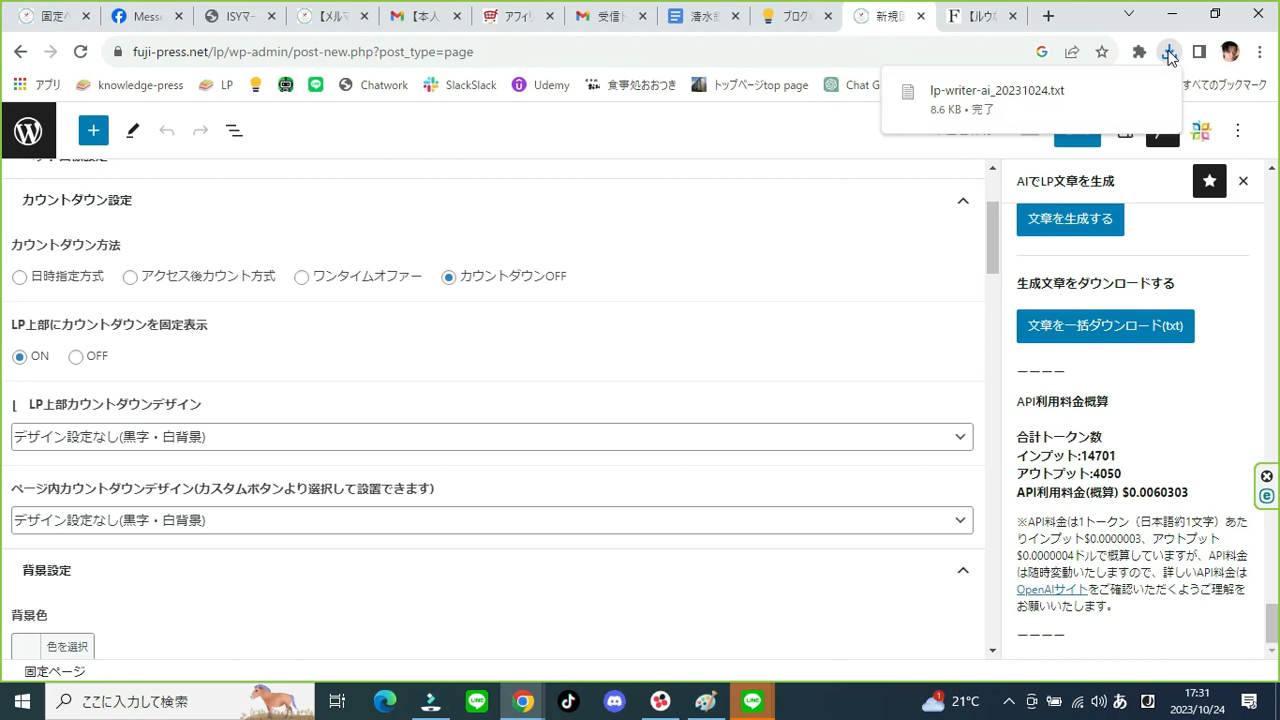 固定ペ
Messe
ISYマー
【メルマ
【本人
アフィリ
受信ト
清水能
ブログ
新規固
【ルウ
fuji-press.net/lp/wp-admin/post-new.php?post_type=page
アプリ
knowledge-press
LP
Chatwork
SlackSlack
Udemy
食事処おおつき
トップページtop page
Chat G
すべてのブックマーク
lp-writer-ai_20231024.txt
8.6 KB • 完了
カウントダウン設定
カウントダウン方法
日時指定方式 アクセス後カウント方式 ワンタイムオファー カウントダウンOFF
LP上部にカウントダウンを固定表示
ON OFF
[ LP上部カウントダウンデザイン
デザイン設定なし(黒字・白背景)
ページ内カウントダウンデザイン(カスタムボタンより選択して設置できます)
デザイン設定なし(黒字・白背景)
背景設定
背景色
色を選択
固定ページ
AIでLP文章を生成
文章を生成する
生成文章をダウンロードする
文章を一括ダウンロード(txt)
ーーーー
API利用料金概算
合計トークン数
インプット:14701
アウトプット:4050
API利用料金(概算) $0.0060303
※API料金は1トークン（日本語約1文字）あた
りインプット$0.0000003、アウトプット
$0.0000004ドルで概算していますが、API料金
は随時変動いたしますので、詳しいAPI料金は
OpenAIサイトをご確認いただくようご理解を
お願いいたします。
ーーーー
ここに入力して検索
1
21°C
あ
17:31
2023/10/24